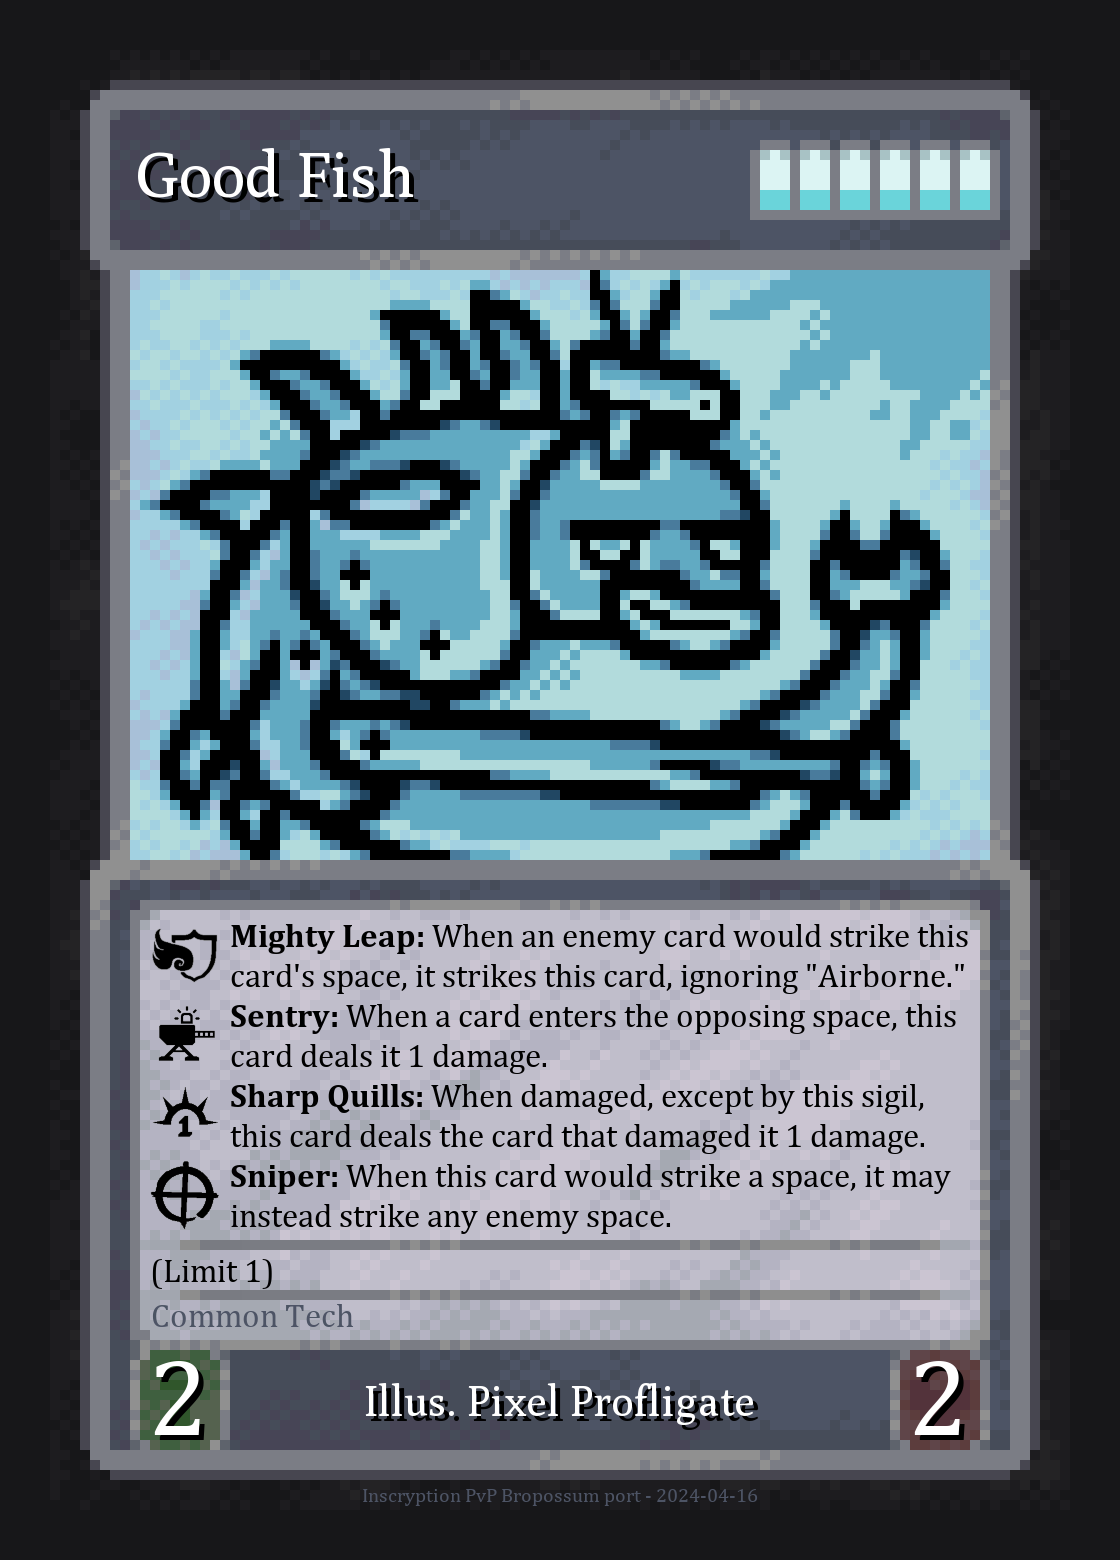 Good Fish
Mighty Leap: When an enemy card would strike this
card's space, it strikes this card, ignoring "Airborne."
Sentry: When a card enters the opposing space, this
card deals it 1 damage.
Sharp Quills: When damaged, except by this sigil,
1
this card deals the card that damaged it 1 damage.
Sniper: When this card would strike a space, it may
instead strike any enemy space.
(Limit 1)
Common Tech
2
Illus. Pixel Profligate
2
Inscryption PvP Bropossum port - 2024-04-16